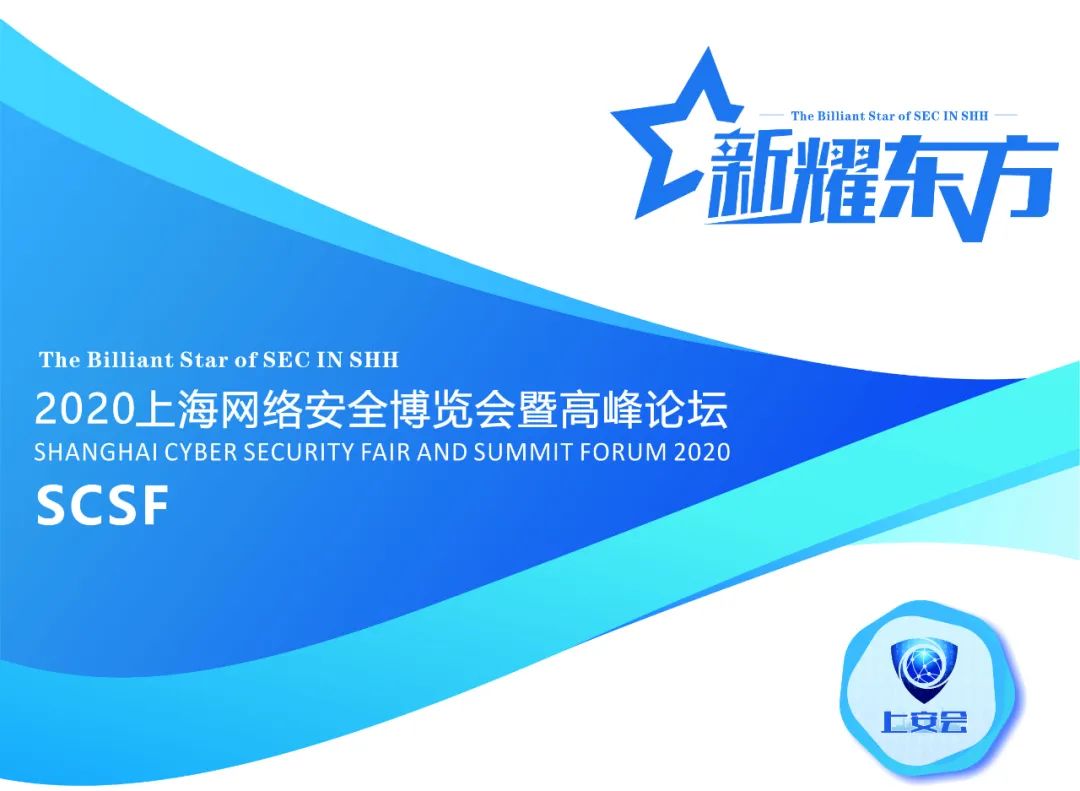 The Billiant Star of SEC IN SHH
新耀东方
The Billiant Star of SEC IN SHH
2020上海网络安全博览会暨高峰论坛
SHANGHAI CYBER SECURITY FAIR AND SUMMIT FORUM 2020
SCSF
上安会